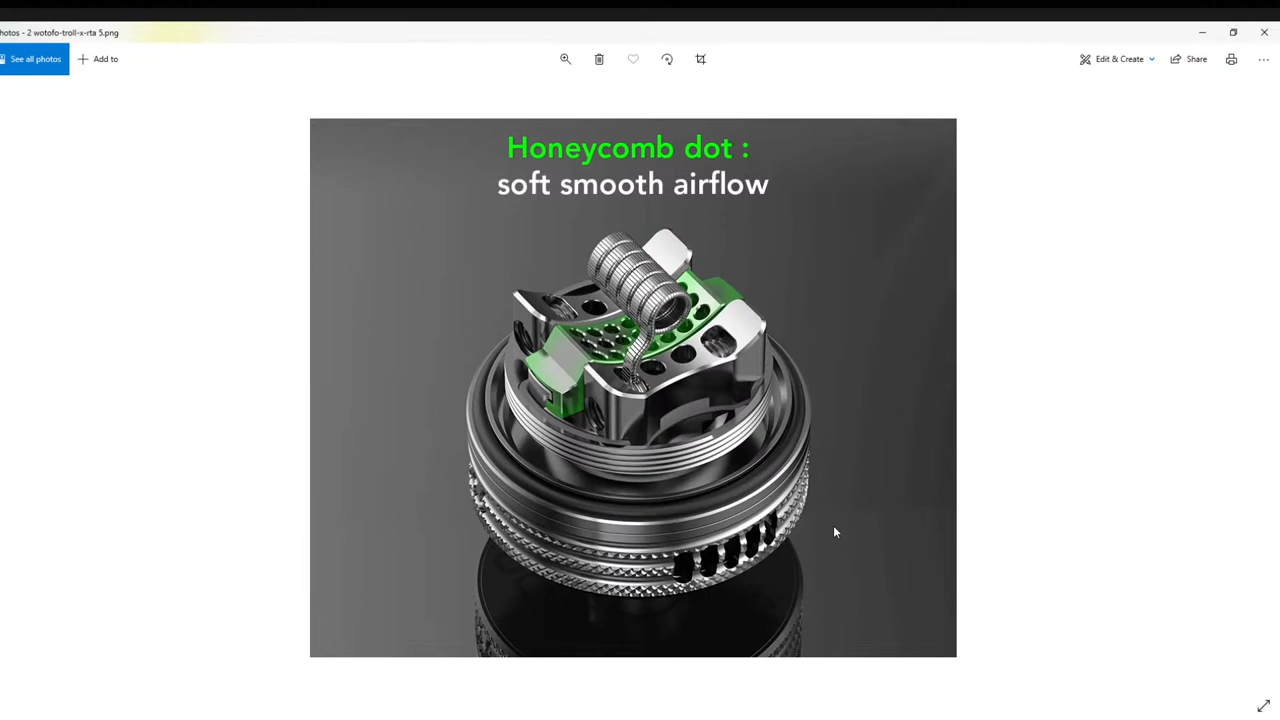 hotos - 2 wotofo-troll-x-rta 5.png
See all photos
Add to
Edit & Create
Share
Honeycomb dot :
soft smooth airflow